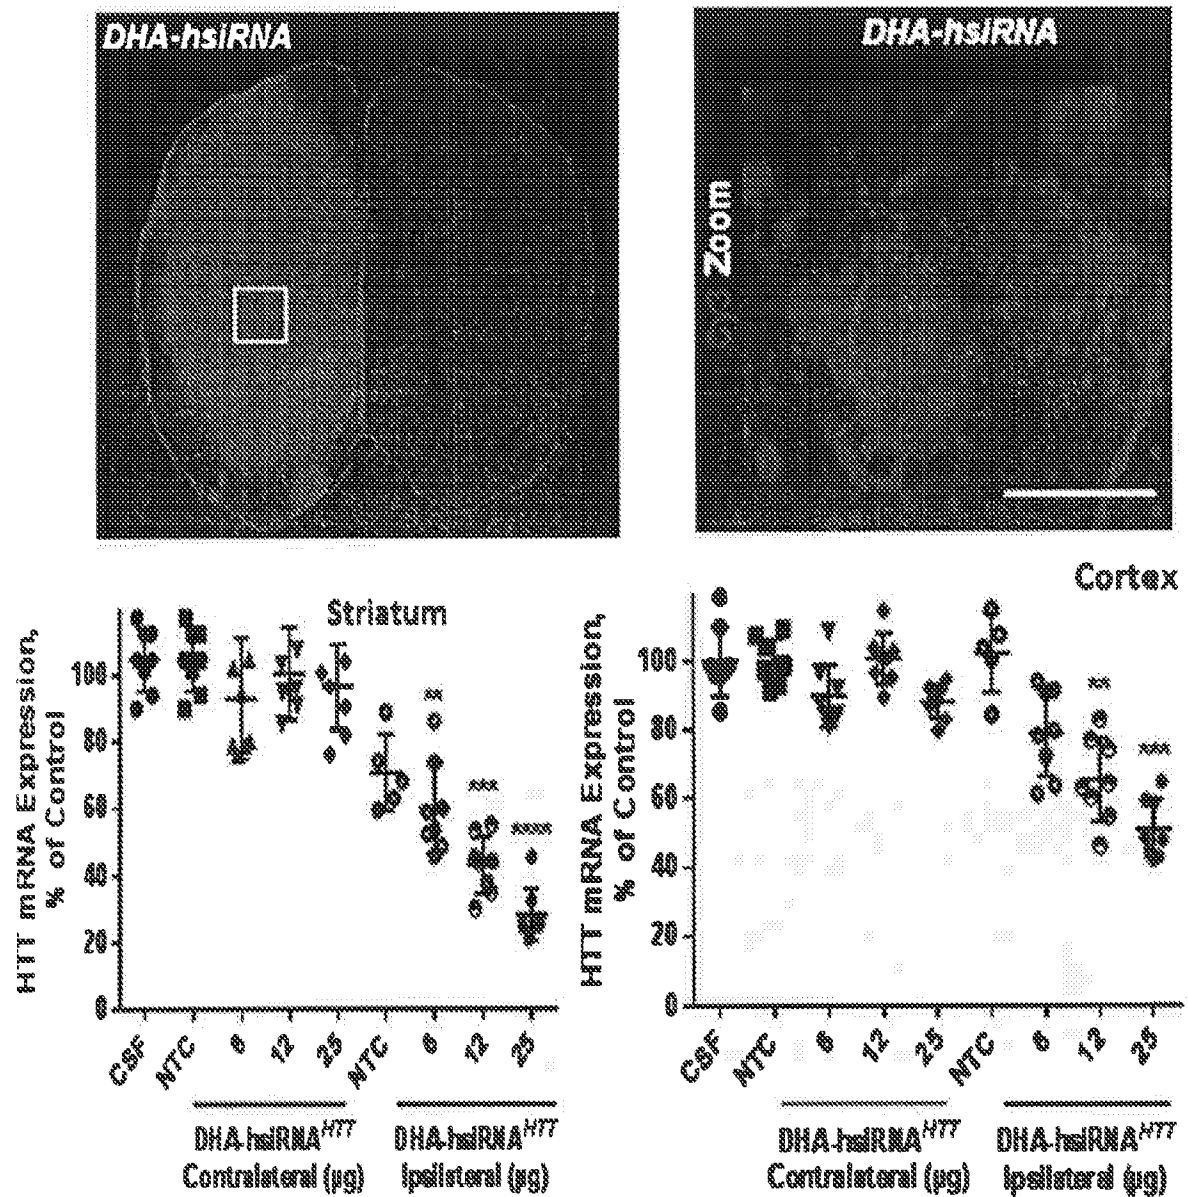 DHA-hsiRNA
DHA-hsiRNA
Zoom
Striatum
HTT mRNA Expression,
% of Control
100
80
60
40
20
0
**
***
****
CSF
NTC
6
12
25
NTC
6
12
25
DHA-hsiRNA^HTT
Contralateral (µg)
DHA-hsiRNA^HTT
Ipsilateral (µg)
Cortex
HTT mRNA Expression,
% of Control
100
80
60
40
20
0
**
***
CSF
NTC
6
12
25
NTC
6
12
25
DHA-hsiRNA^HTT
Contralateral (µg)
DHA-hsiRNA^HTT
Ipsilateral (µg)